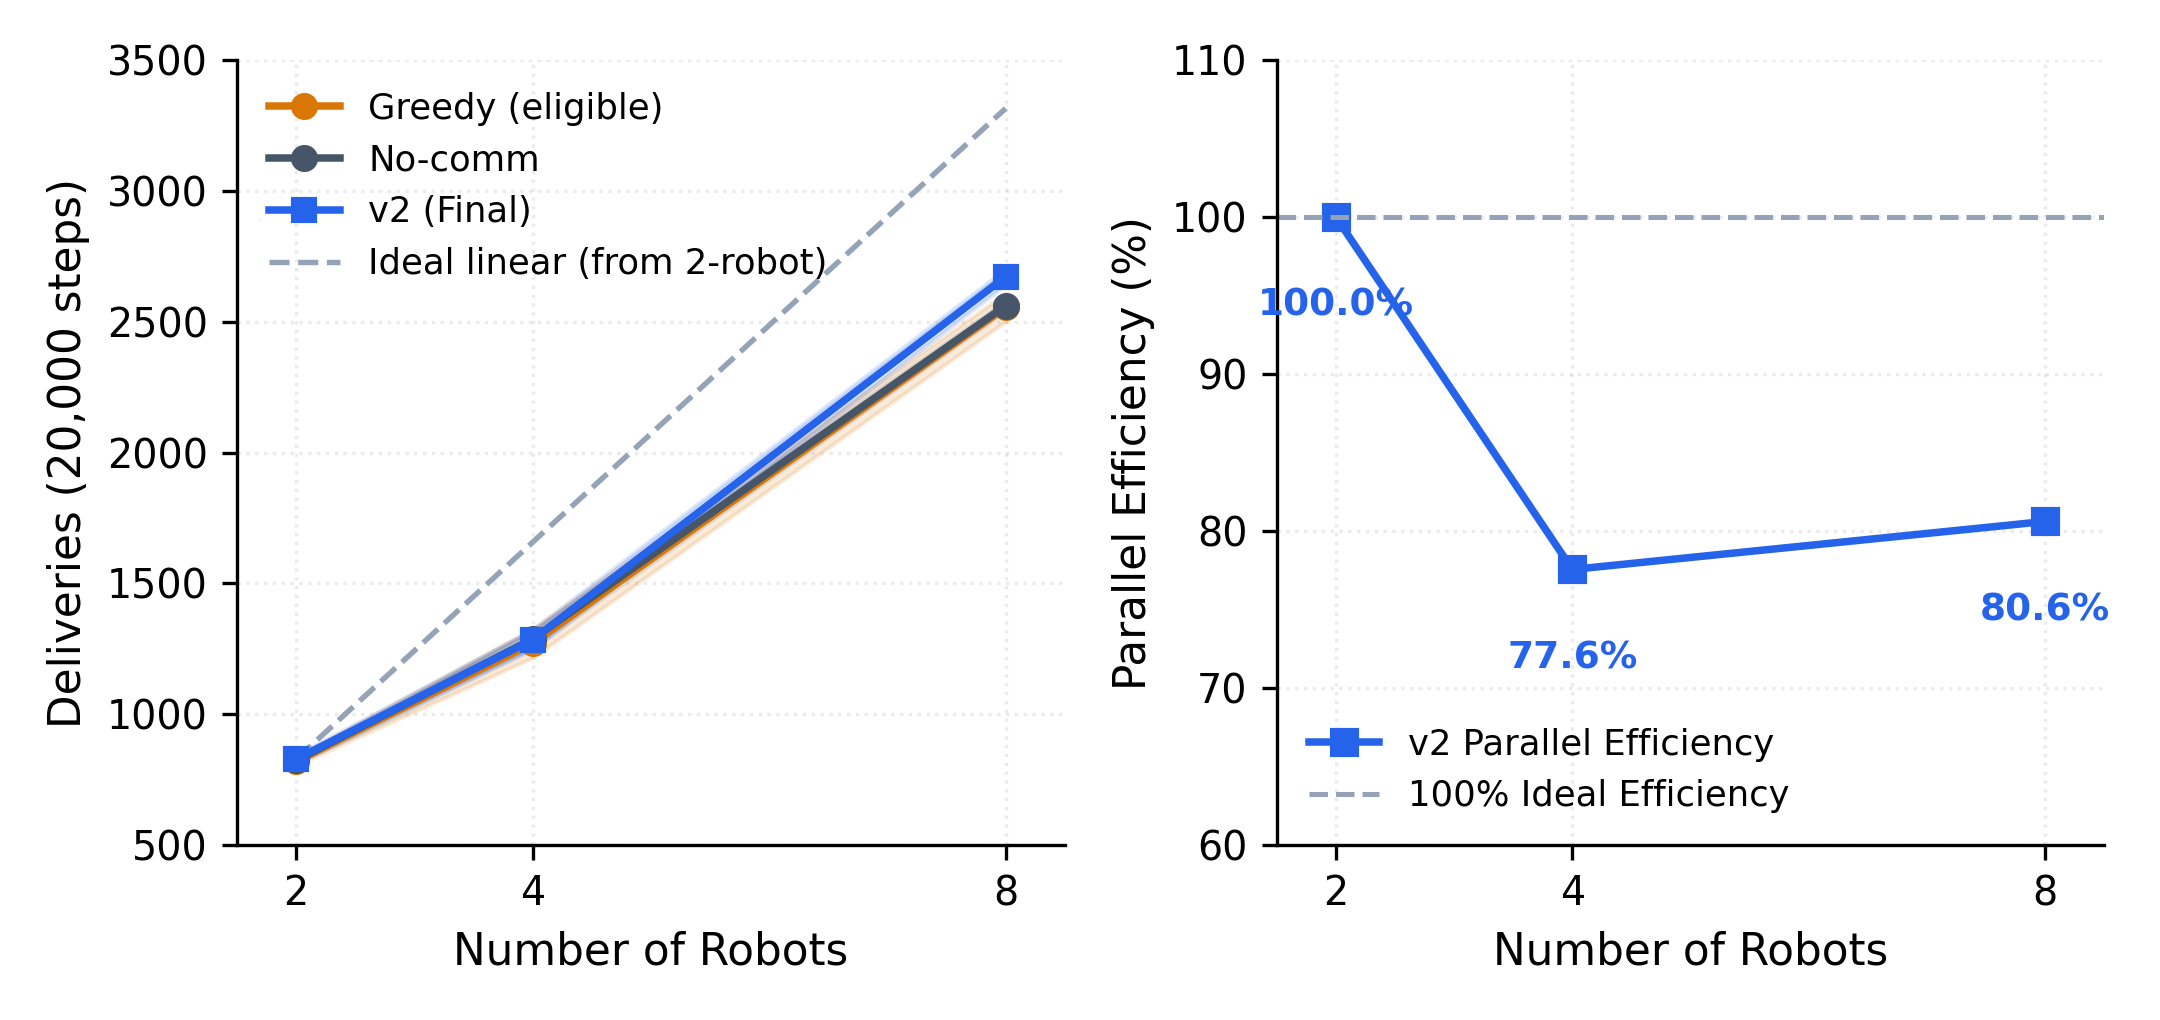 3500
3000
2500
2000
1500
1000
500
Deliveries (20,000 steps)
Greedy (eligible)
No-comm
v2 (Final)
Ideal linear (from 2-robot)
2 4 8
Number of Robots
110
100
90
80
70
60
Parallel Efficiency (%)
100.0%
77.6%
80.6%
v2 Parallel Efficiency
100% Ideal Efficiency
2 4 8
Number of Robots